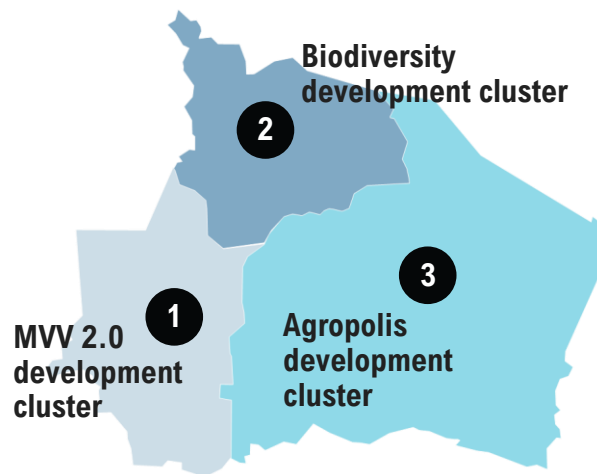 Biodiversity
development cluster
2
3
1
MVV 2.0
development
cluster
Agropolis
development
cluster